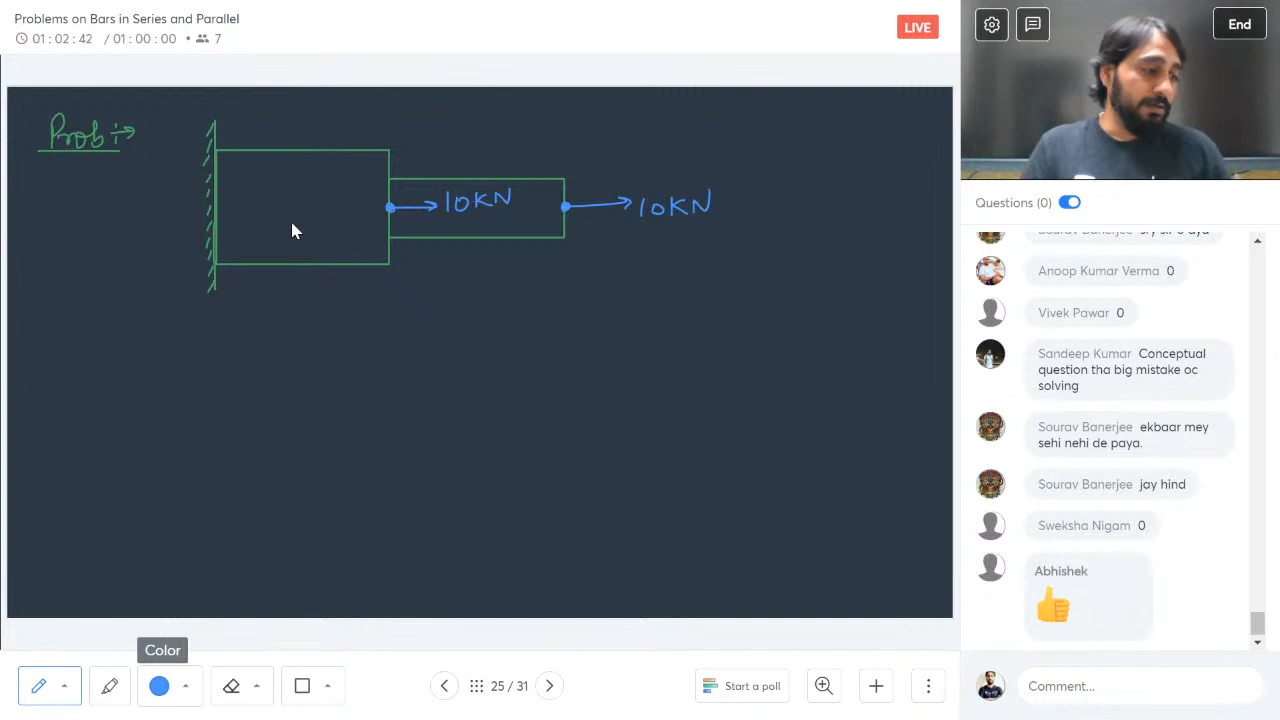 Problems on Bars in Series and Parallel
01:02:42 / 01:00:00 • 7
LIVE
End
Prob :→
10KN
10KN
Questions (0)
Anoop Kumar Verma 0
Vivek Pawar 0
Sandeep Kumar Conceptual
question tha big mistake oc
solving
Sourav Banerjee ekbaar mey
sehi nehi de paya.
Sourav Banerjee jay hind
Sweksha Nigam 0
Abhishek
Color
25 / 31
Start a poll
Comment...